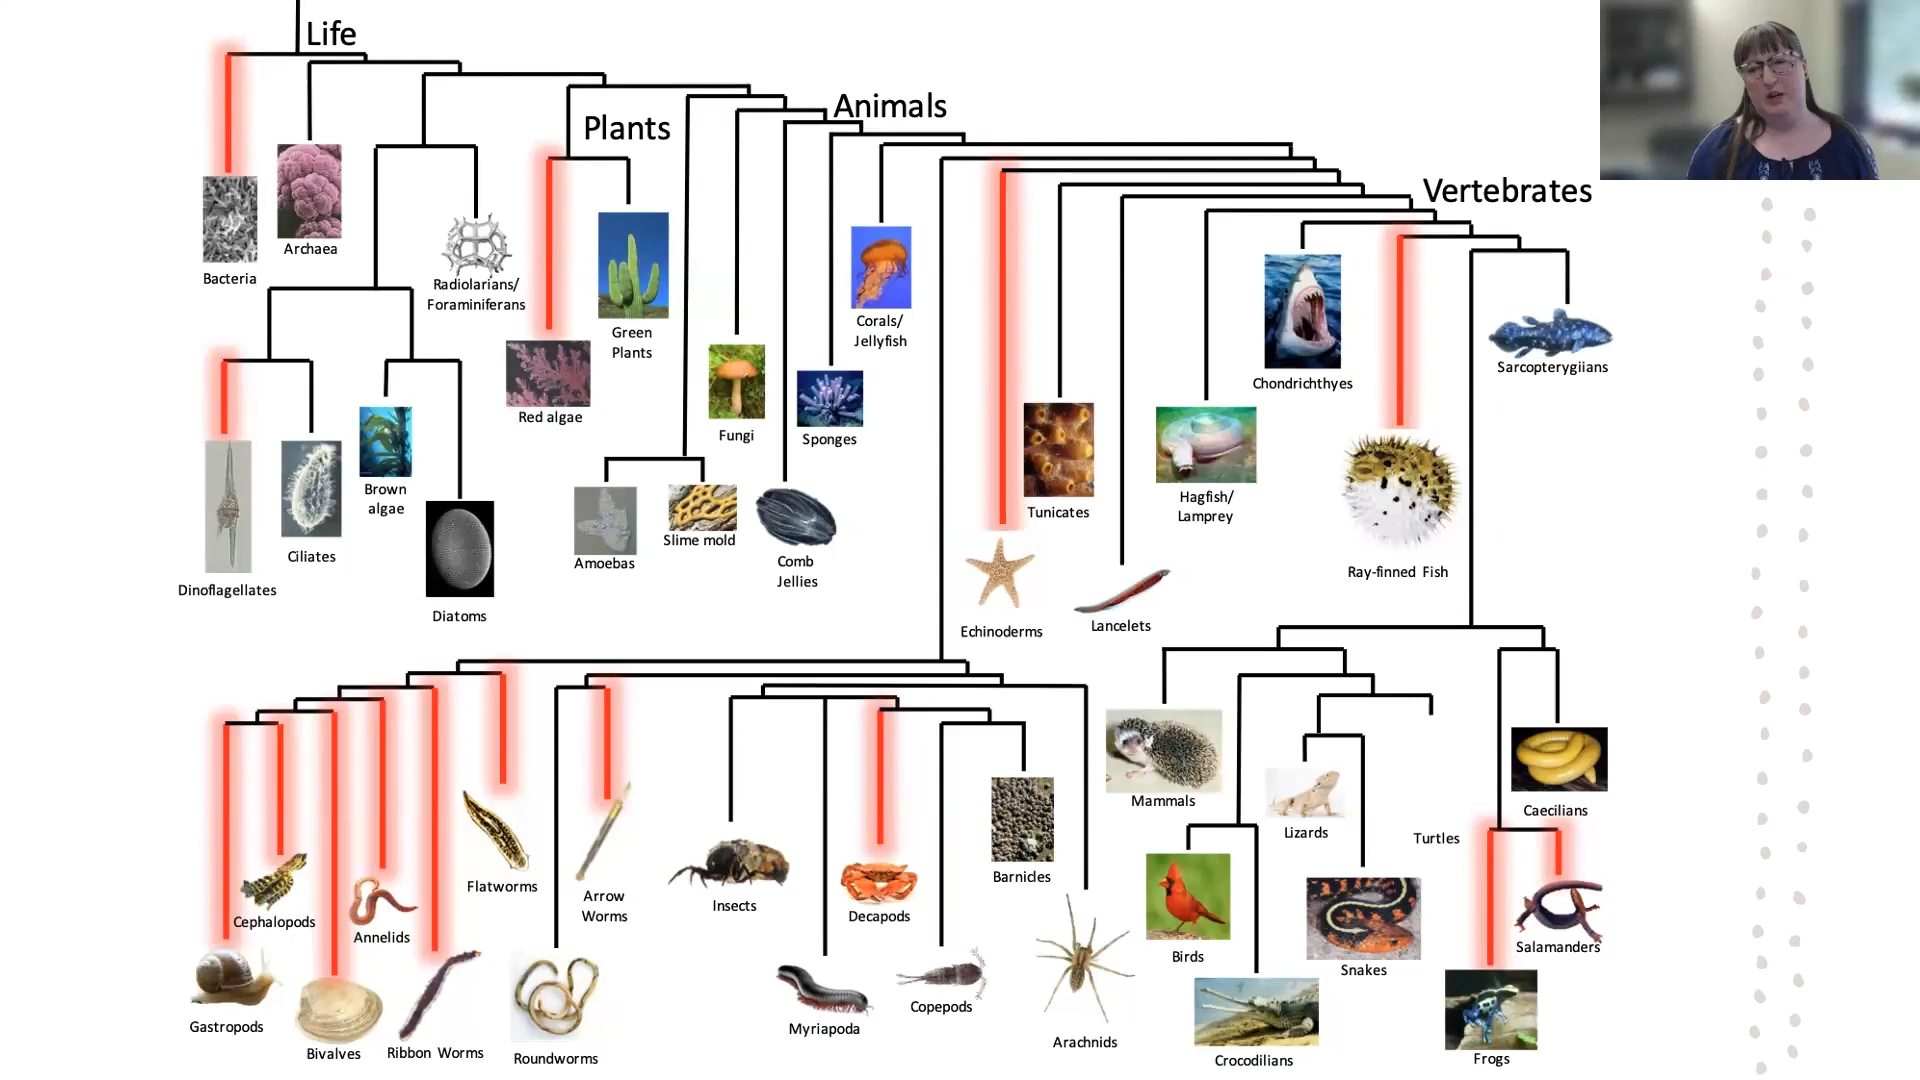 Life
Animals
Plants
Vertebrates
Archaea
Bacteria
Radiolarians/
Foraminiferans
Green
Plants
Corals/
Jellyfish
Chondrichthyes
Sarcopterygiians
Red algae
Fungi
Sponges
Brown
algae
Hagfish/
Lamprey
Tunicates
Slime mold
Amoebas
Ciliates
Comb
Jellies
Ray-finned Fish
Dinoflagellates
Diatoms
Echinoderms
Lancelets
Mammals
Caecilians
Lizards
Turtles
Flatworms
Arrow
Worms
Barnicles
Insects
Decapods
Cephalopods
Annelids
Birds
Salamanders
Snakes
Copepods
Gastropods
Myriapoda
Arachnids
Bivalves
Ribbon Worms
Roundworms
Crocodilians
Frogs